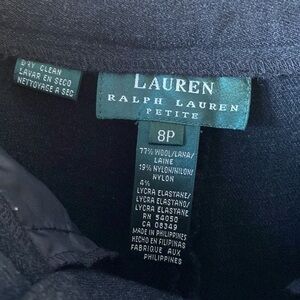 DRY CLEAN
LAVAR EN SECO
NETTOYAGE A SEC
LAUREN
RALPH LAUREN
PETITE
8P
77% WOOL/LANA/
LAINE
19% NYLON/NILON/
NYLON
4%
LYCRA ELASTANE/
LYCRA ELASTANO/
LYCRA ELASTANE
RN 54050
CA 08349
MADE IN PHILIPPINES
HECHO EN FILIPINAS
FABRIQUE AUX
PHILIPPINES